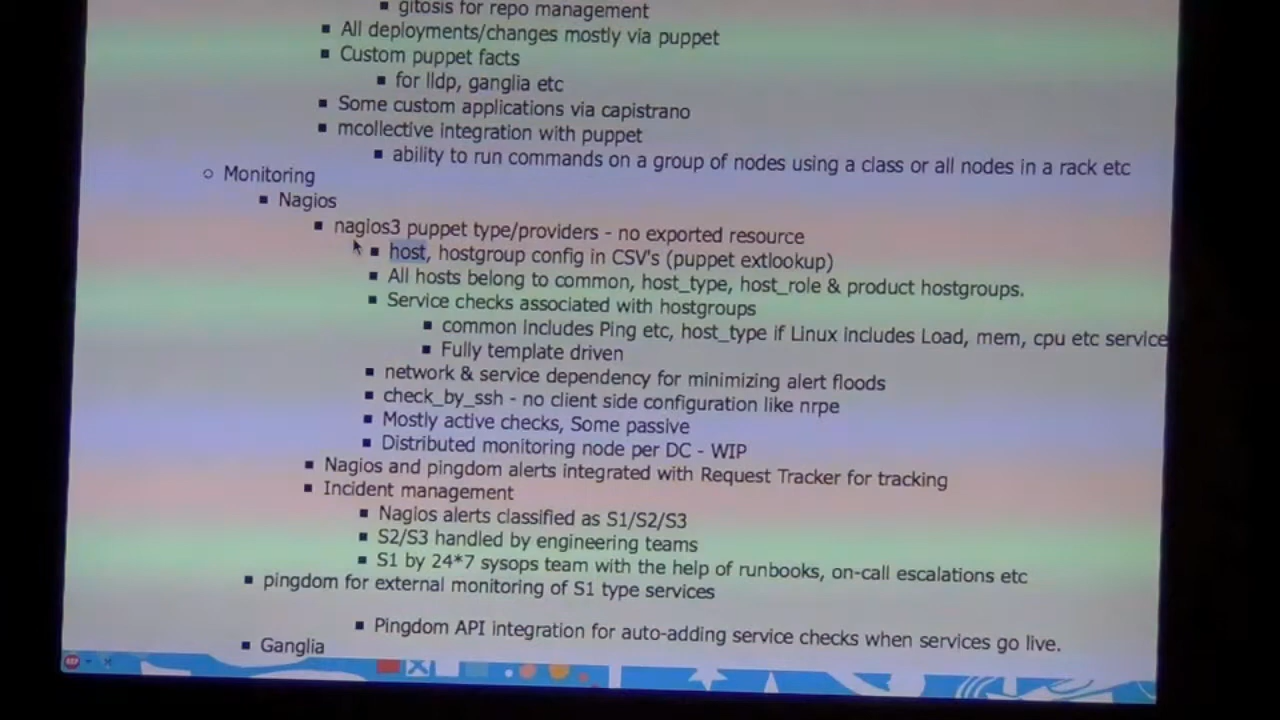 gitosis for repo management
All deployments/changes mostly via puppet
Custom puppet facts
for lldp, ganglia etc
Some custom applications via capistrano
mcollective integration with puppet
ability to run commands on a group of nodes using a class or all nodes in a rack etc
Monitoring
Nagios
nagios3 puppet type/providers - no exported resource
host, hostgroup config in CSV's (puppet extlookup)
All hosts belong to common, host_type, host_role & product hostgroups.
Service checks associated with hostgroups
common includes Ping etc, host_type if Linux includes Load, mem, cpu etc service
Fully template driven
network & service dependency for minimizing alert floods
check_by_ssh - no client side configuration like nrpe
Mostly active checks, Some passive
Distributed monitoring node per DC - WIP
Nagios and pingdom alerts integrated with Request Tracker for tracking
Incident management
Nagios alerts classified as S1/S2/S3
S2/S3 handled by engineering teams
S1 by 24*7 sysops team with the help of runbooks, on-call escalations etc
pingdom for external monitoring of S1 type services
Pingdom API integration for auto-adding service checks when services go live.
Ganglia